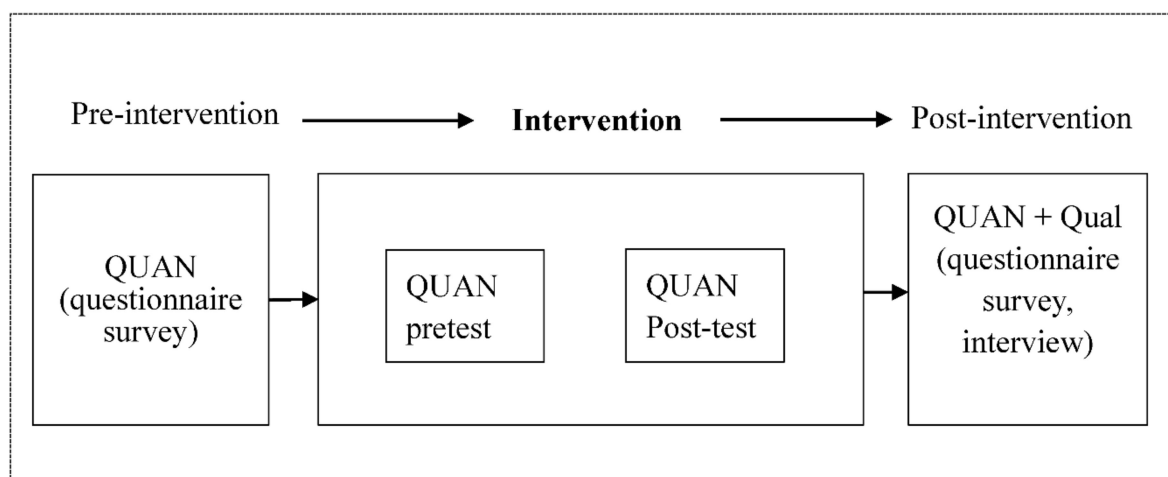 Pre-intervention
Intervention
Post-intervention
QUAN
(questionnaire
survey)
QUAN
pretest
QUAN
Post-test
QUAN + Qual
(questionnaire
survey,
interview)